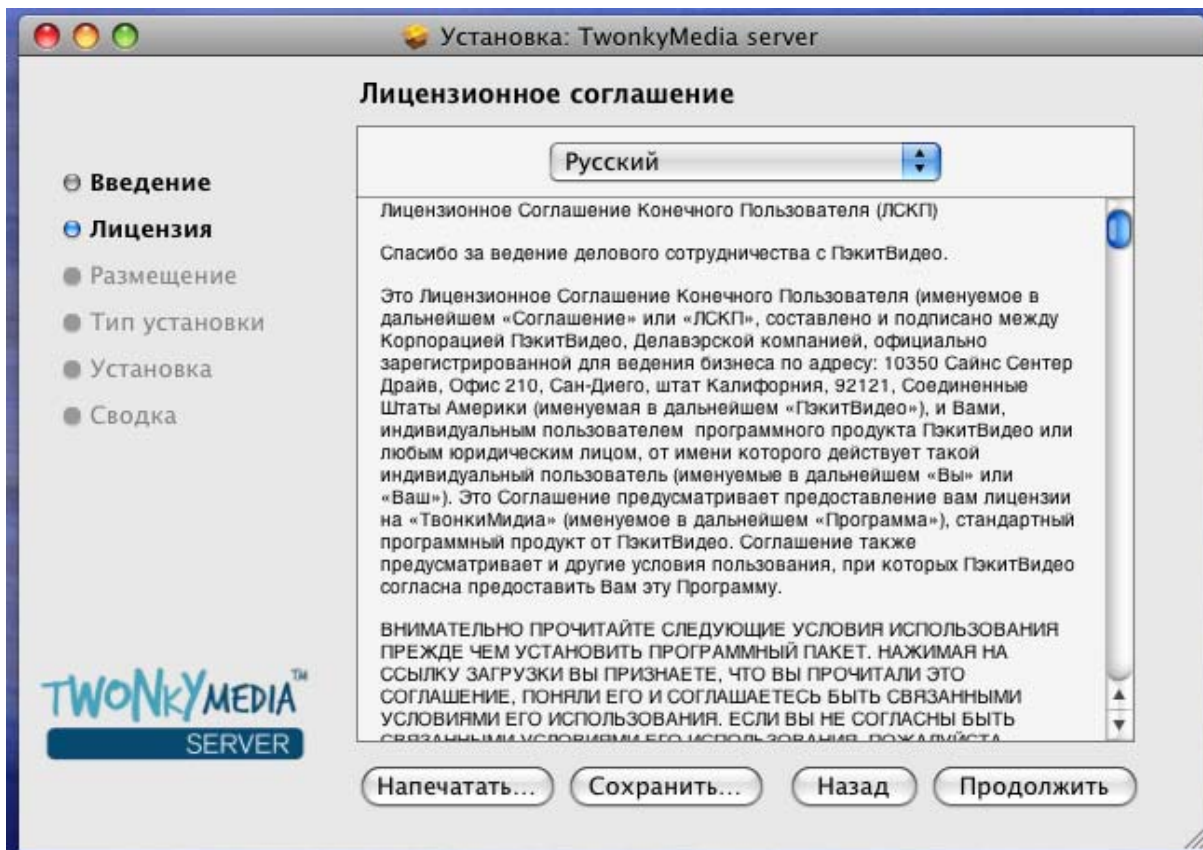 Установка: TwonkyMedia server
Лицензионное соглашение
Введение
Лицензия
Размещение
Тип установки
Установка
Сводка
Русский
Лицензионное Соглашение Конечного Пользователя (ЛСКП)
Спасибо за ведение делового сотрудничества с ПэкитВидео.
Это Лицензионное Соглашение Конечного Пользователя (именуемое в
дальнейшем «Соглашение» или «ЛСКП», составлено и подписано между
Корпорацией ПэкитВидео, Делавэрской компанией, официально
зарегистрированной для ведения бизнеса по адресу: 10350 Сайнс Сентер
Драйв, Офис 210, Сан-Диего, штат Калифорния, 92121, Соединенные
Штаты Америки (именуемая в дальнейшем «ПэкитВидео»), и Вами,
индивидуальным пользователем программного продукта ПэкитВидео или
любым юридическим лицом, от имени которого действует такой
индивидуальный пользователь (именуемые в дальнейшем «Вы» или
«Ваш»). Это Соглашение предусматривает предоставление вам лицензии
на «ТвонкиМидиа» (именуемое в дальнейшем «Программа»), стандартный
программный продукт от ПэкитВидео. Соглашение также
предусматривает и другие условия пользования, при которых ПэкитВидео
согласна предоставить Вам эту Программу.
ВНИМАТЕЛЬНО ПРОЧИТАЙТЕ СЛЕДУЮЩИЕ УСЛОВИЯ ИСПОЛЬЗОВАНИЯ
ПРЕЖДЕ ЧЕМ УСТАНОВИТЬ ПРОГРАММНЫЙ ПАКЕТ. НАЖИМАЯ НА
ССЫЛКУ ЗАГРУЗКИ ВЫ ПРИЗНАЕТЕ, ЧТО ВЫ ПРОЧИТАЛИ ЭТО
СОГЛАШЕНИЕ, ПОНЯЛИ ЕГО И СОГЛАШАЕТЕСЬ БЫТЬ СВЯЗАННЫМИ
УСЛОВИЯМИ ЕГО ИСПОЛЬЗОВАНИЯ. ЕСЛИ ВЫ НЕ СОГЛАСНЫ БЫТЬ
СВЯЗАННЫМИ УСЛОВИЯМИ ЕГО ИСПОЛЬЗОВАНИЯ, ПОЖАЛУЙСТА
TWONKYMEDIA™
SERVER
Напечатать...
Сохранить...
Назад
Продолжить